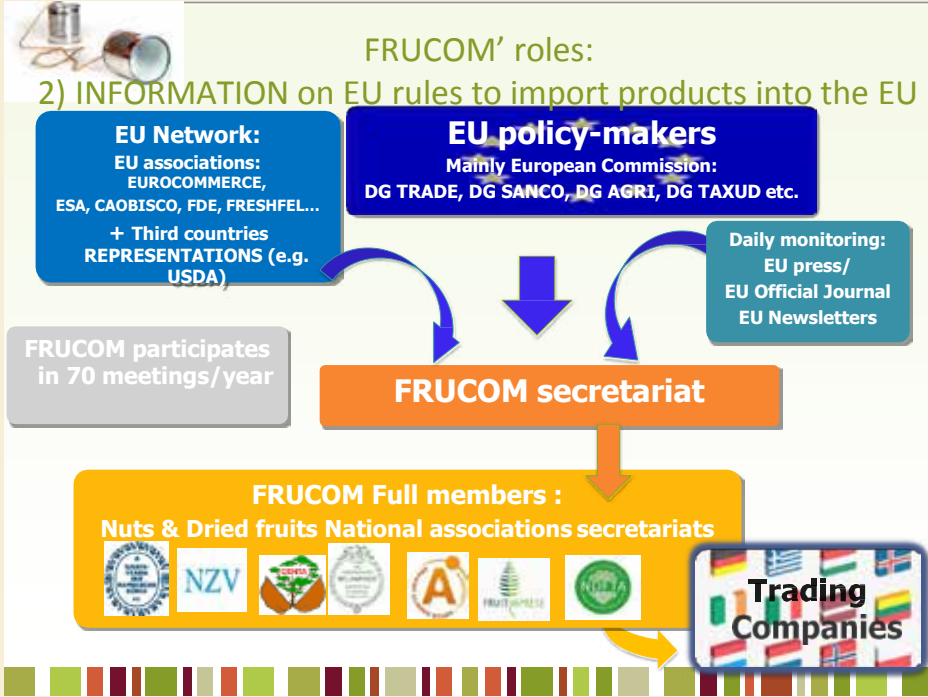 FRUCOM’ roles:
2) INFORMATION on EU rules to import products into the EU
EU Network:
EU associations:
EUROCOMMERCE,
ESA, CAOBISCO, FDE, FRESHFEL...
+ Third countries
REPRESENTATIONS (e.g.
USDA)
EU policy-makers
Mainly European Commission:
DG TRADE, DG SANCO, DG AGRI, DG TAXUD etc.
Daily monitoring:
EU press/
EU Official Journal
EU Newsletters
FRUCOM participates
in 70 meetings/year
FRUCOM secretariat
FRUCOM Full members :
Nuts & Dried fruits National associations secretariats
NZV
Trading
Companies